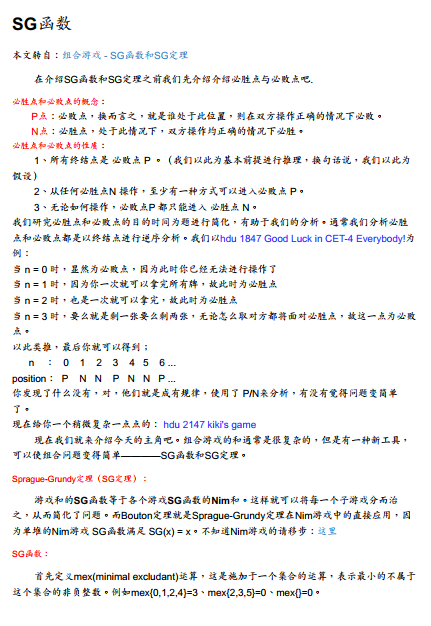 SG函数
本文转自：组合游戏 - SG函数和SG定理
在介绍SG函数和SG定理之前我们先介绍介绍必胜点与必败点吧.
必胜点和必败点的概念：
P点：必败点，换而言之，就是谁处于此位置，则在双方操作正确的情况下必败。
N点：必胜点，处于此情况下，双方操作均正确的情况下必胜。
必胜点和必败点的性质：
1、所有终结点是 必败点 P 。（我们以此为基本前提进行推理，换句话说，我们以此为
假设）
2、从任何必胜点N 操作，至少有一种方式可以进入必败点 P。
3、无论如何操作，必败点P 都只能进入 必胜点 N。
我们研究必胜点和必败点的目的时间为题进行简化，有助于我们的分析。通常我们分析必胜
点和必败点都是以终结点进行逆序分析。我们以hdu 1847 Good Luck in CET-4 Everybody!为
例：
当 n = 0 时，显然为必败点，因为此时你已经无法进行操作了
当 n = 1 时，因为你一次就可以拿完所有牌，故此时为必胜点
当 n = 2 时，也是一次就可以拿完，故此时为必胜点
当 n = 3 时，要么就是剩一张要么剩两张，无论怎么取对方都将面对必胜点，故这一点为必败
点。
以此类推，最后你就可以得到；
n ： 0 1 2 3 4 5 6 ...
position： P N N P N N P ...
你发现了什么没有，对，他们就是成有规律，使用了 P/N来分析，有没有觉得问题变简单
了。
现在给你一个稍微复杂一点点的： hdu 2147 kiki's game
现在我们就来介绍今天的主角吧。组合游戏的和通常是很复杂的，但是有一种新工具，
可以使组合问题变得简单————SG函数和SG定理。
Sprague-Grundy定理（SG定理）：
游戏和的SG函数等于各个游戏SG函数的Nim和。这样就可以将每一个子游戏分而治
之，从而简化了问题。而Bouton定理就是Sprague-Grundy定理在Nim游戏中的直接应用，因
为单堆的Nim游戏 SG函数满足 SG(x) = x。不知道Nim游戏的请移步：这里
SG函数：
首先定义mex(minimal excludant)运算，这是施加于一个集合的运算，表示最小的不属于
这个集合的非负整数。例如mex{0,1,2,4}=3、mex{2,3,5}=0、mex{}=0。